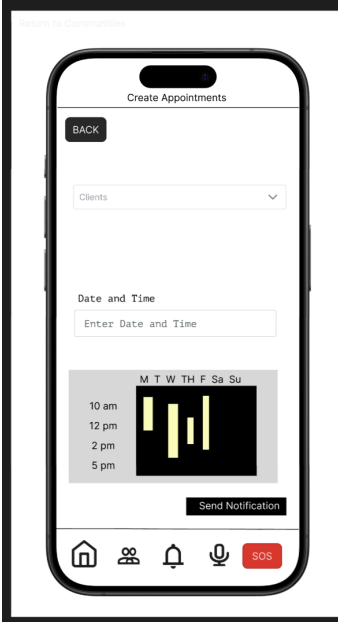 Return to Communities
Create Appointments
BACK
Clients
Date and Time
Enter Date and Time
M T W TH F Sa Su
10 am
12 pm
2 pm
5 pm
Send Notification
SOS